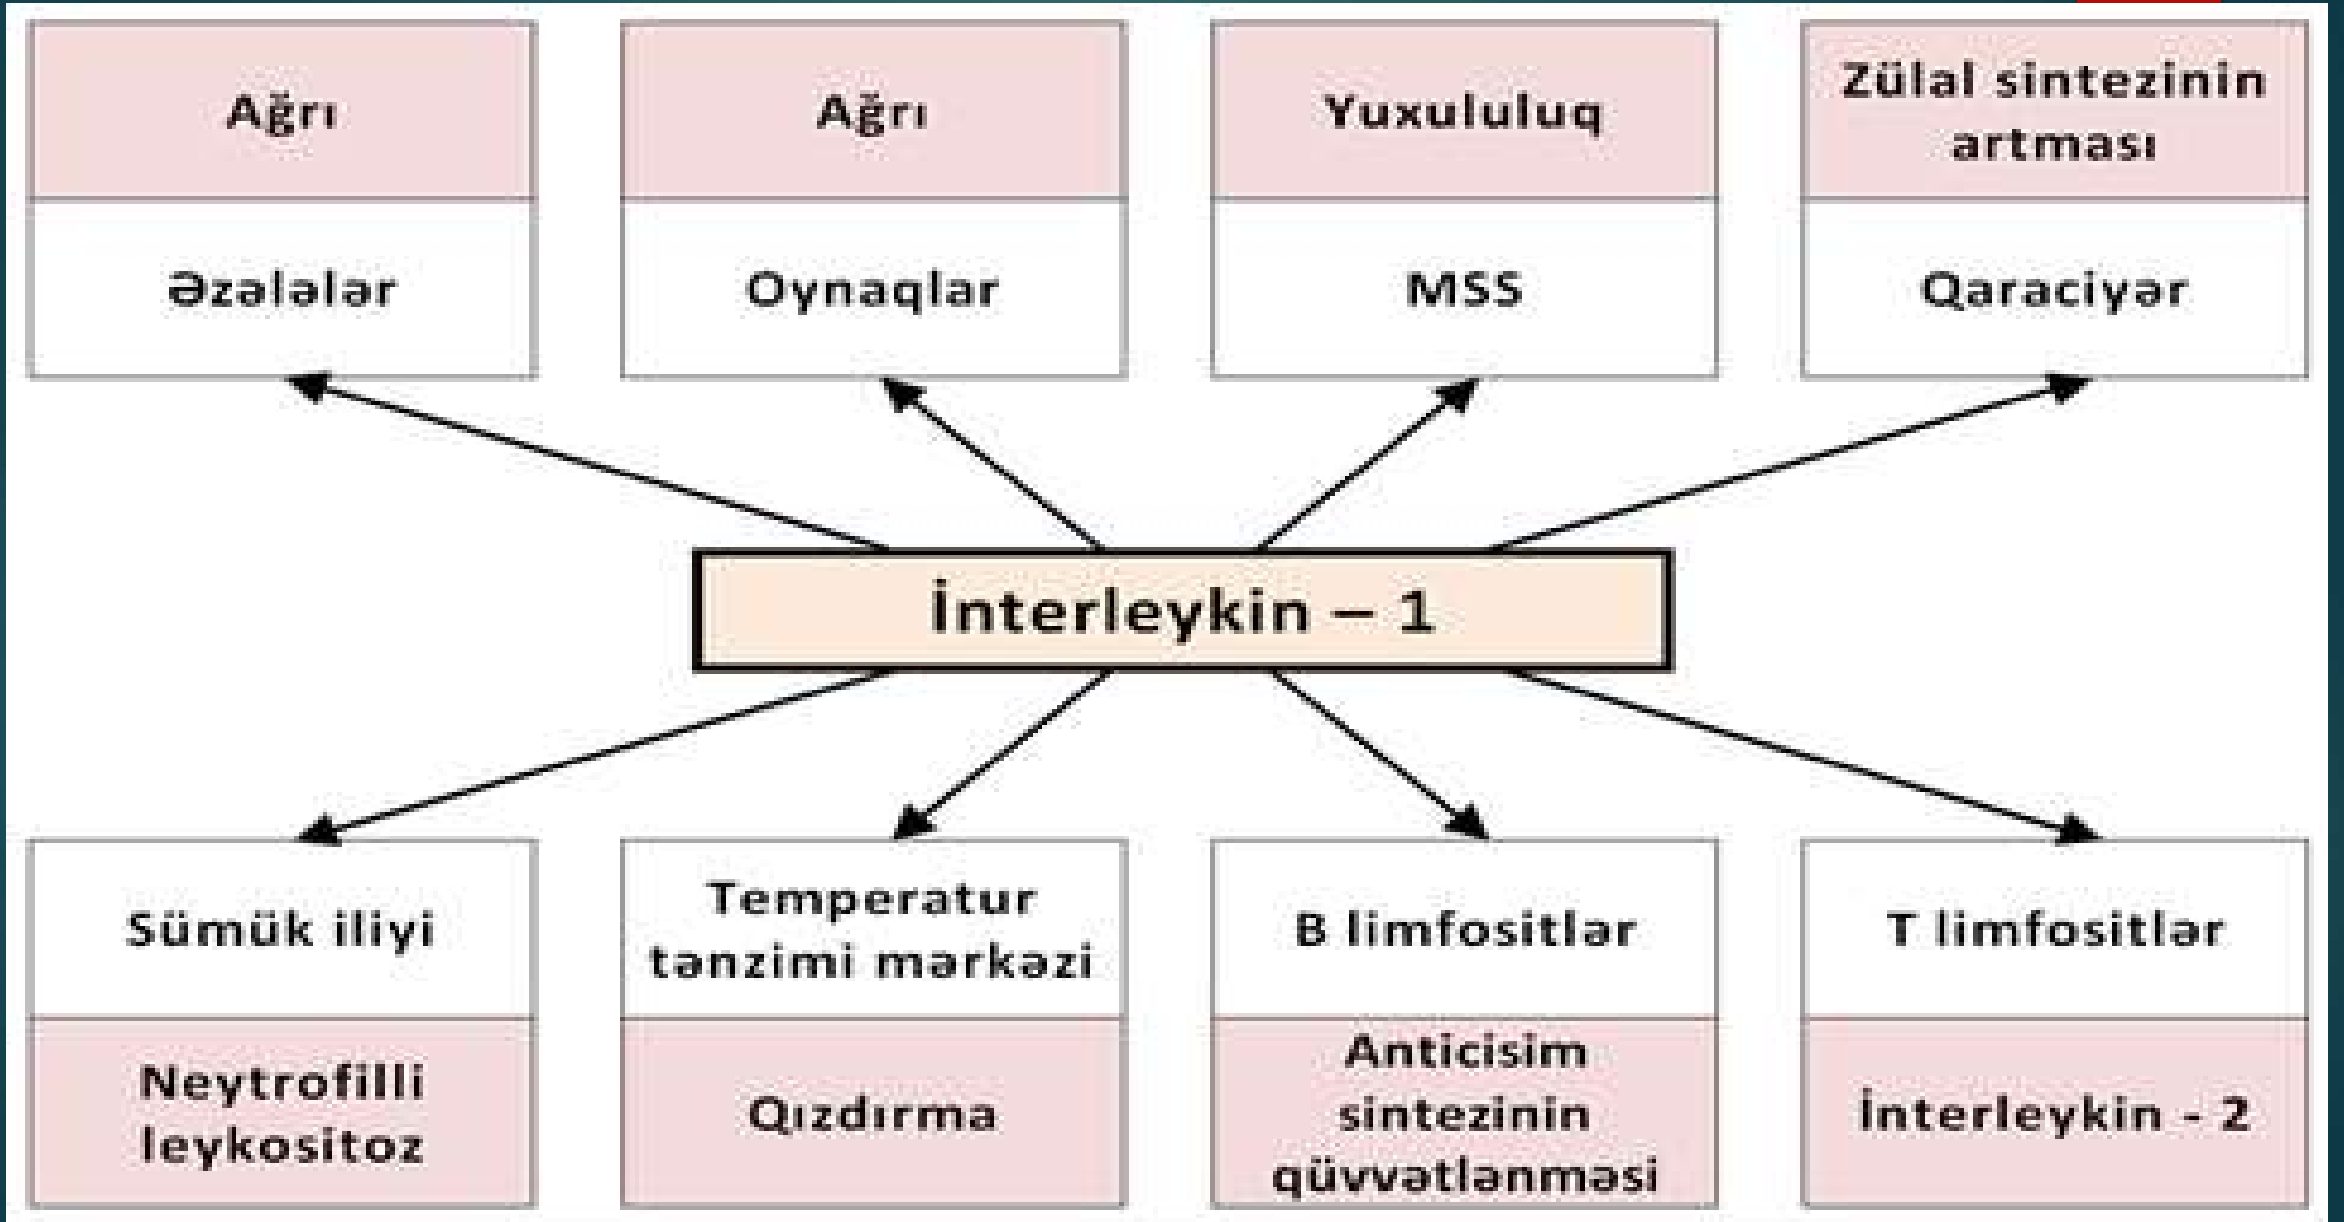 Ağrı
Əzələlər
Ağrı
Oynaqlar
Yuxululuq
MSS
Zülal sintezinin
artması
Qaraciyər
İnterleykin – 1
Sümük iliyi
Neytrofilli
leykositoz
Temperatur
tənzimi mərkəzi
Qızdırma
B limfositlər
Anticisim
sintezinin
qüvvətlənməsi
T limfositlər
İnterleykin - 2